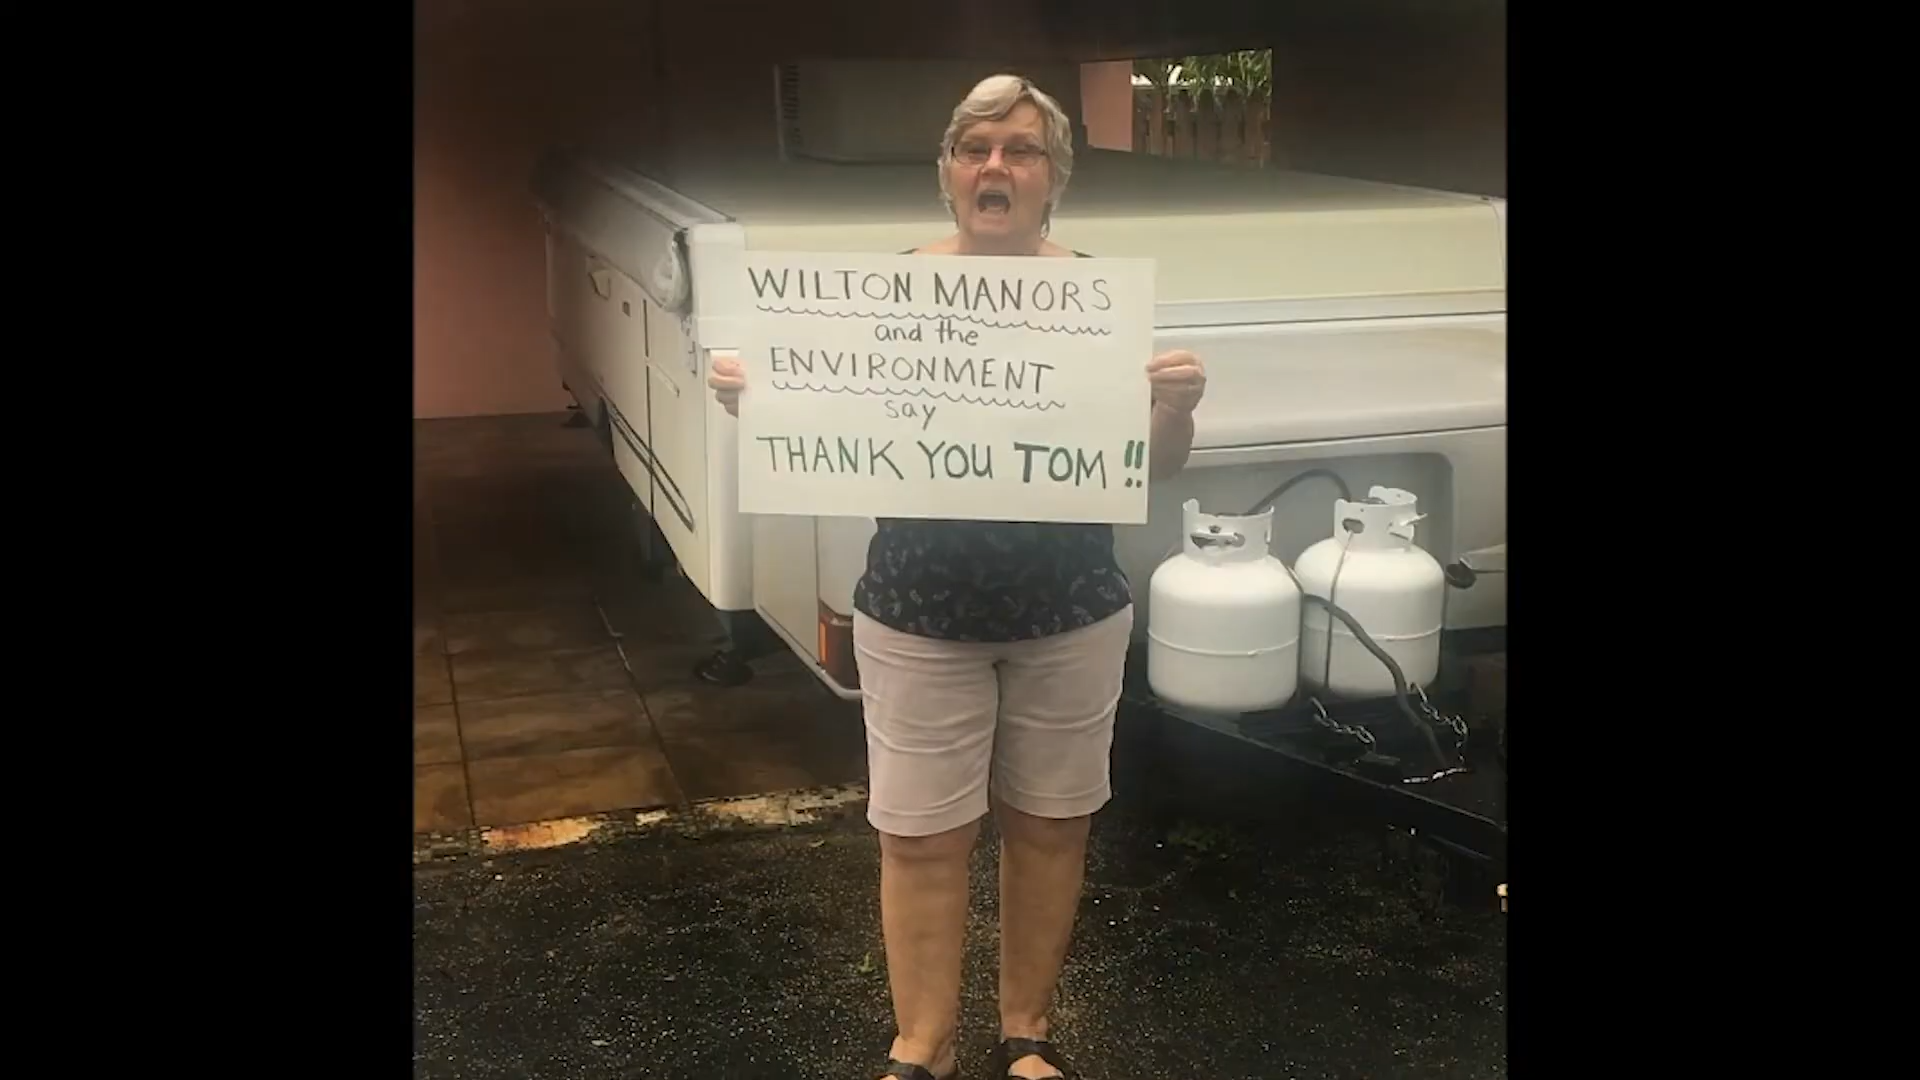 WILTON MANORS
and the
ENVIRONMENT
say
THANK YOU TOM !!